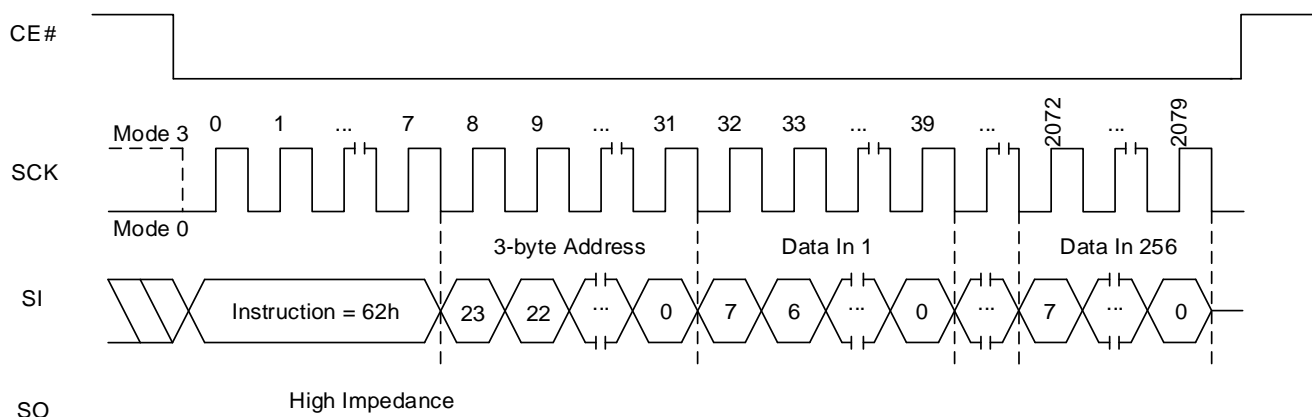 CE#
SCK
Mode 3
Mode 0
0 1 ... 7 8 9 ... 31 32 33 ... 39 ... 2072 ... 2079
3-byte Address Data In 1 Data In 256
SI
Instruction = 62h 23 22 ... 0 7 6 ... 0 ... 7 ... 0
SO
High Impedance